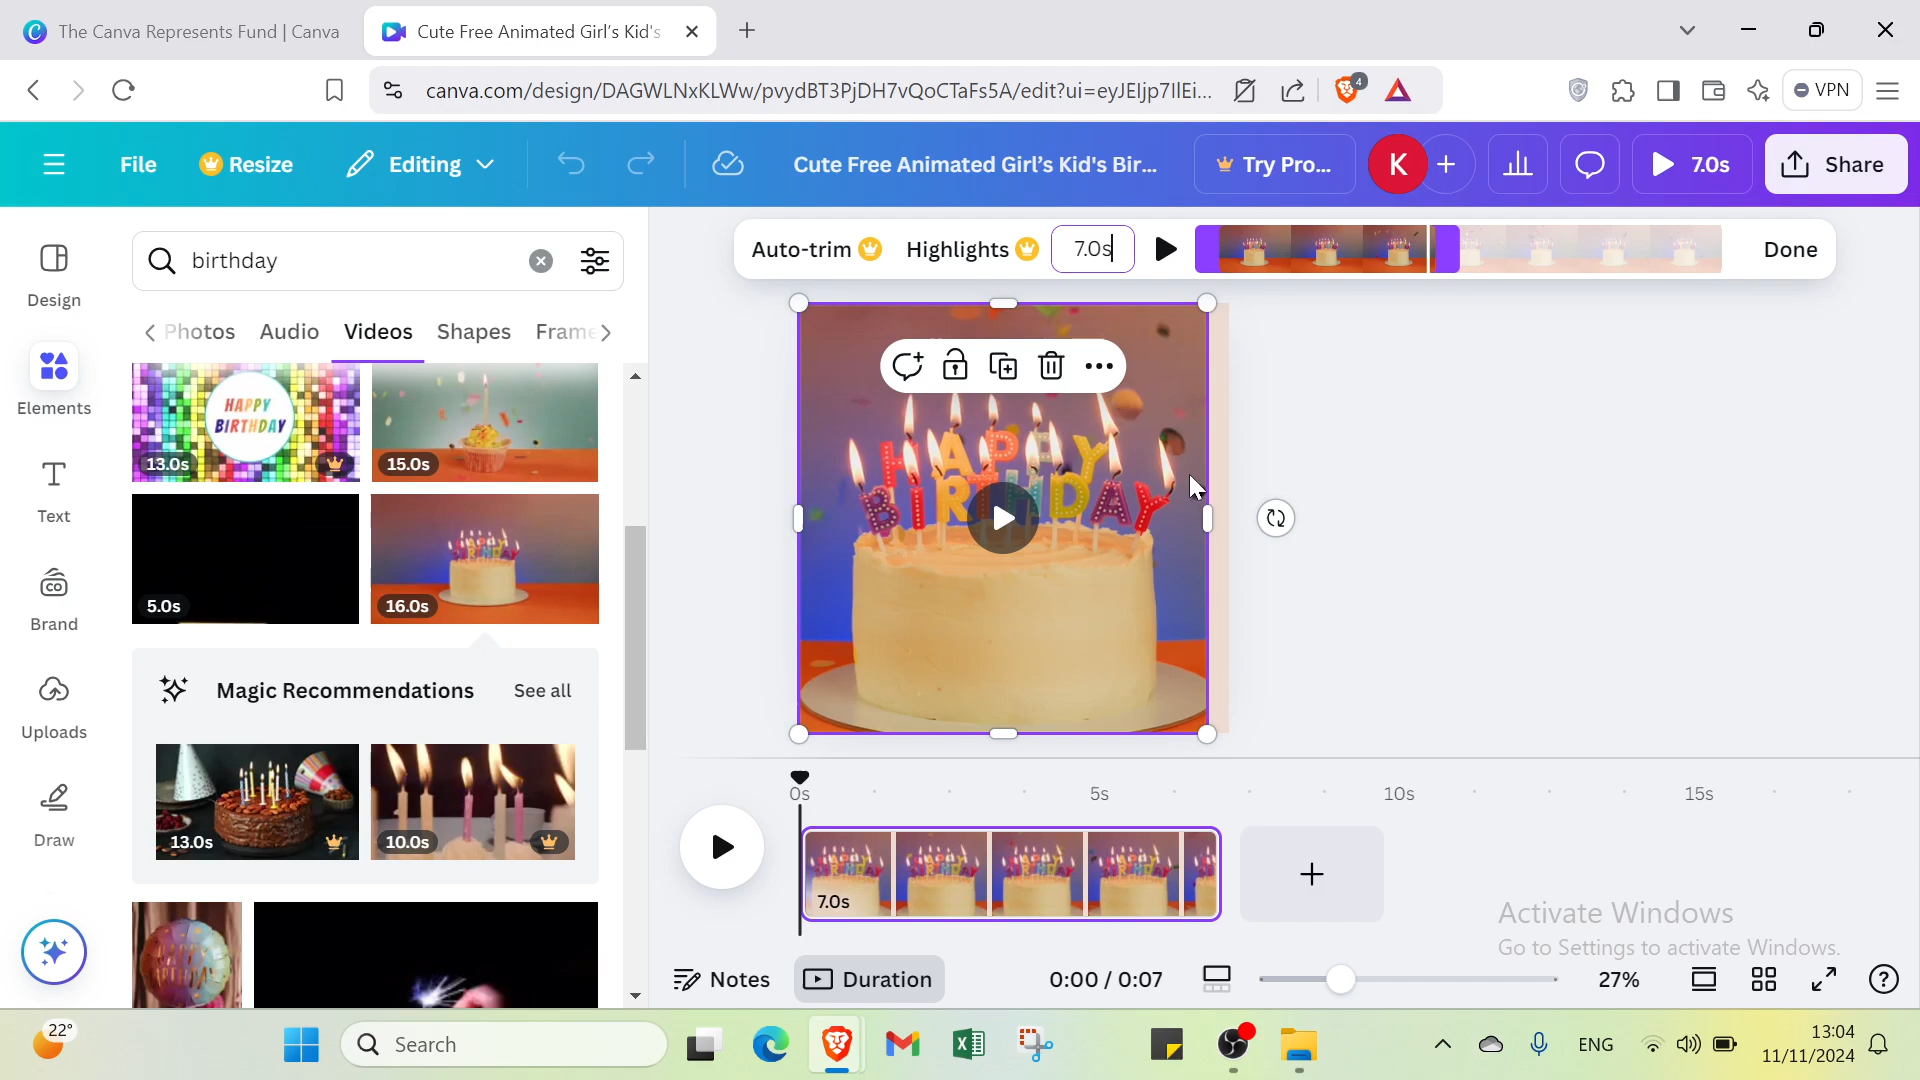 The Canva Represents Fund | Canva
Cute Free Animated Girl's Kid's
canva.com/design/DAGWLNxKLWw/pvydBT3PjDH7vQoCTaFs5A/edit?ui=eyJEIjp7IlEi...
4
VPN
File
Resize
Editing
Cute Free Animated Girl's Kid's Bir...
Try Pro...
K
7.0s
Share
birthday
Auto-trim
Highlights
7.0s
Done
Design
Elements
Text
Brand
Uploads
Draw
Photos
Audio
Videos
Shapes
Frame
HAPPY
BIRTHDAY
13.0s
15.0s
5.0s
16.0s
Magic Recommendations
See all
13.0s
10.0s
HAPPY
BIRTHDAY
0s
5s
10s
15s
7.0s
Activate Windows
Go to Settings to activate Windows.
Notes
Duration
0:00 / 0:07
27%
22°
Search
ENG
13:04
11/11/2024